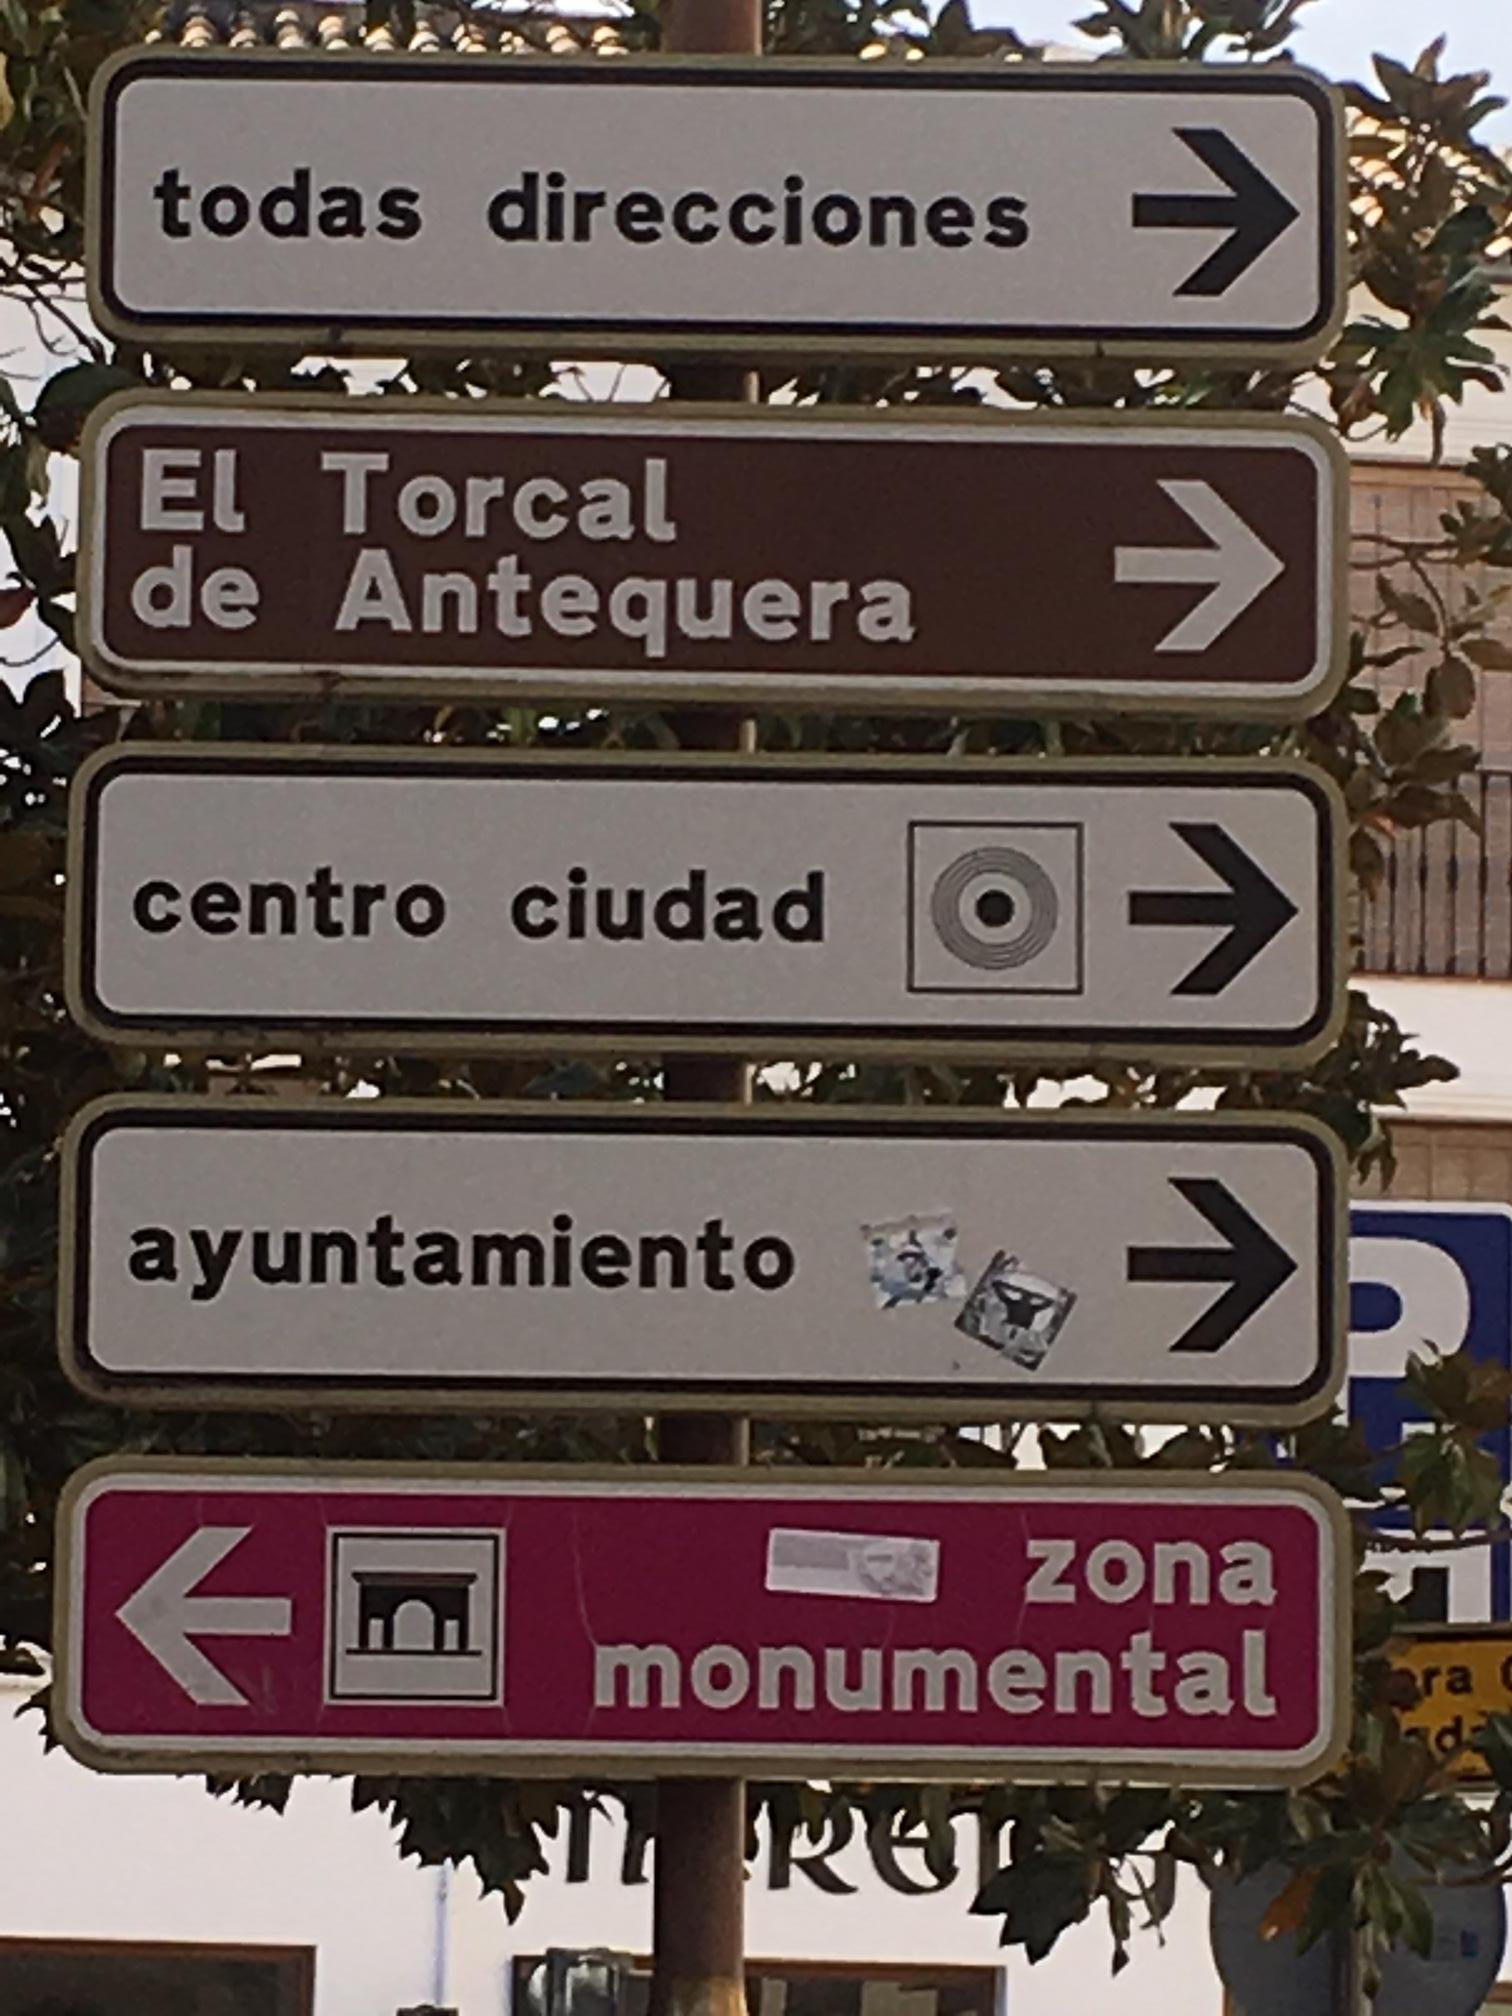 todas direcciones
El Torcal
de Antequera
centro ciudad
ayuntamiento
zona
monumental
P